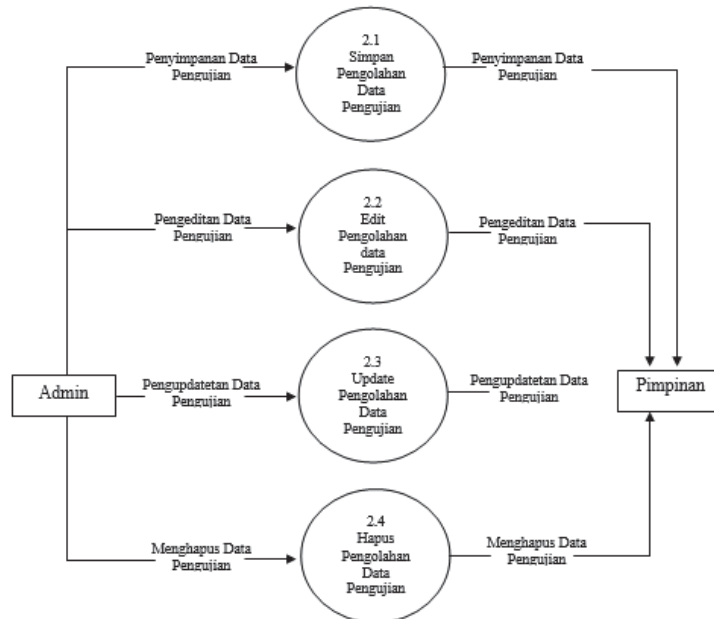 Penyimpanan Data
Pengujian
2.1
Simpan
Pengolahan
Data
Pengujian
Penyimpanan Data
Pengujian
Pengeditan Data
Pengujian
2.2
Edit
Pengolahan
data
Pengujian
Pengeditan Data
Pengujian
Admin
Pengupdatetan Data
Pengujian
2.3
Update
Pengolahan
Data
Pengujian
Pengupdatetan Data
Pengujian
Pimpinan
Menghapus Data
Pengujian
2.4
Hapus
Pengolahan
Data
Pengujian
Menghapus Data
Pengujian